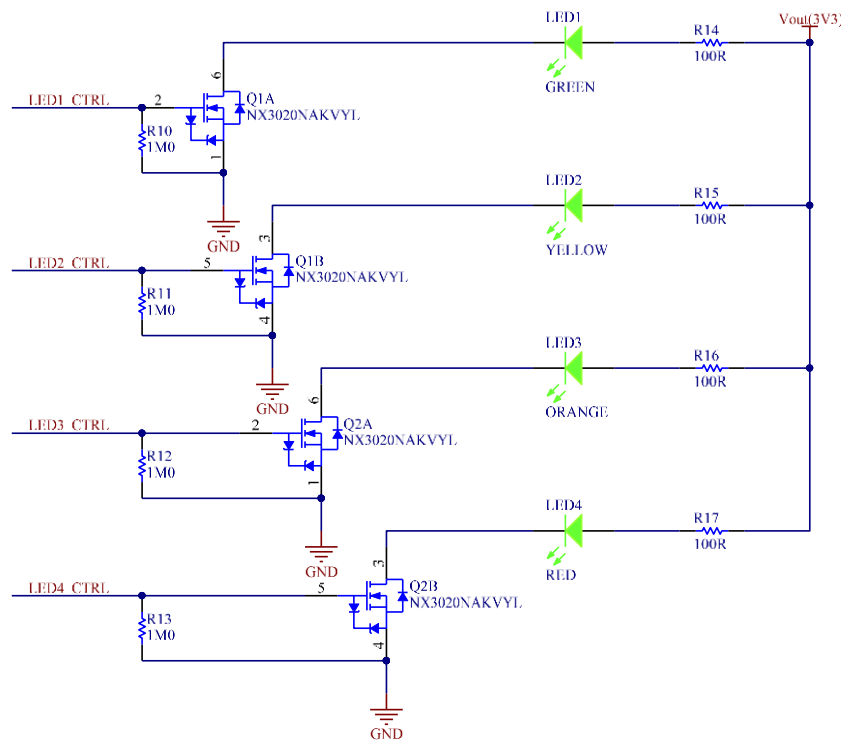 Vout(3V3)
LED1
R14
100R
GREEN
LED1_CTRL
2
6
Q1A
NX3020NAKVYL
R10
1M0
1
GND
LED2
R15
100R
YELLOW
LED2_CTRL
5
3
Q1B
NX3020NAKVYL
R11
1M0
4
GND
LED3
R16
100R
ORANGE
LED3_CTRL
2
6
Q2A
NX3020NAKVYL
R12
1M0
1
GND
LED4
R17
100R
RED
LED4_CTRL
5
3
Q2B
NX3020NAKVYL
R13
1M0
4
GND